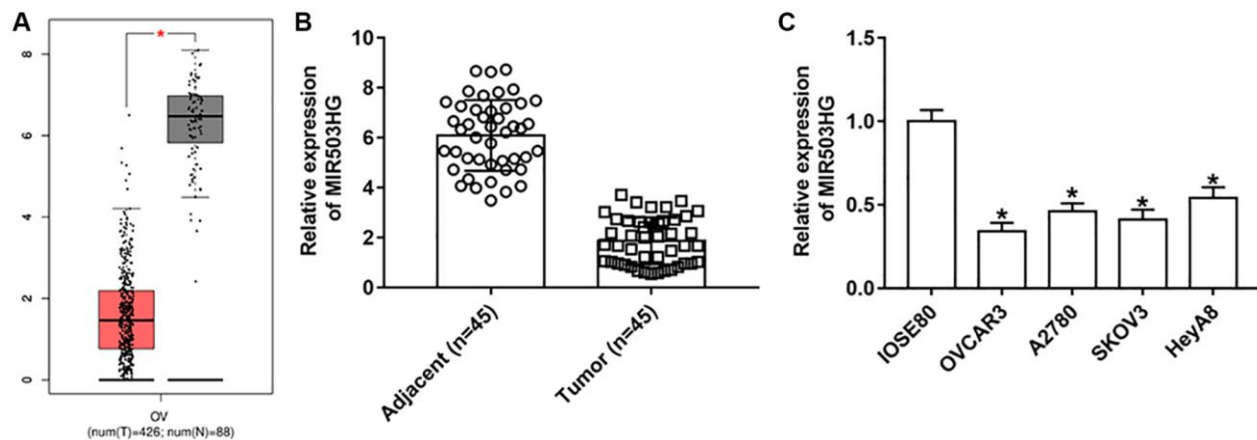 A
*
8
6
4
2
0
OV
(num(T)=426; num(N)=88)
B
Relative expression
of MIR503HG
10
8
6
4
2
0
Adjacent (n=45)
Tumor (n=45)
C
Relative expression
of MIR503HG
1.5
1.0
0.5
0.0
*
*
*
*
IOSE80
OVCAR3
A2780
SKOV3
HeyA8